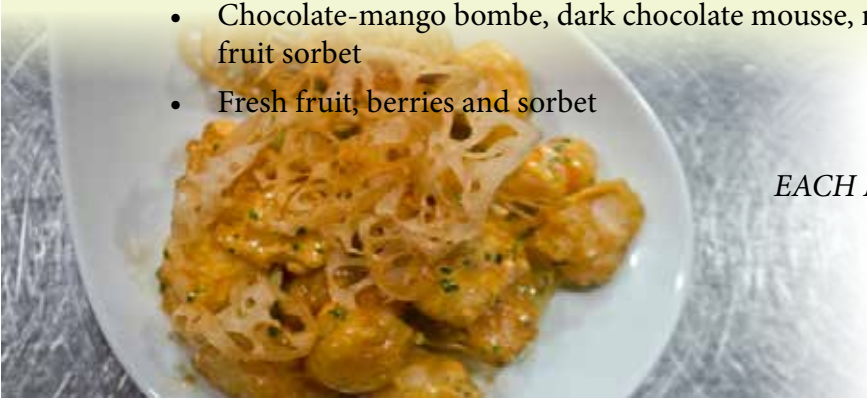 • Chocolate-mango bombe, dark chocolate mousse,
fruit sorbet
• Fresh fruit, berries and sorbet
EACH